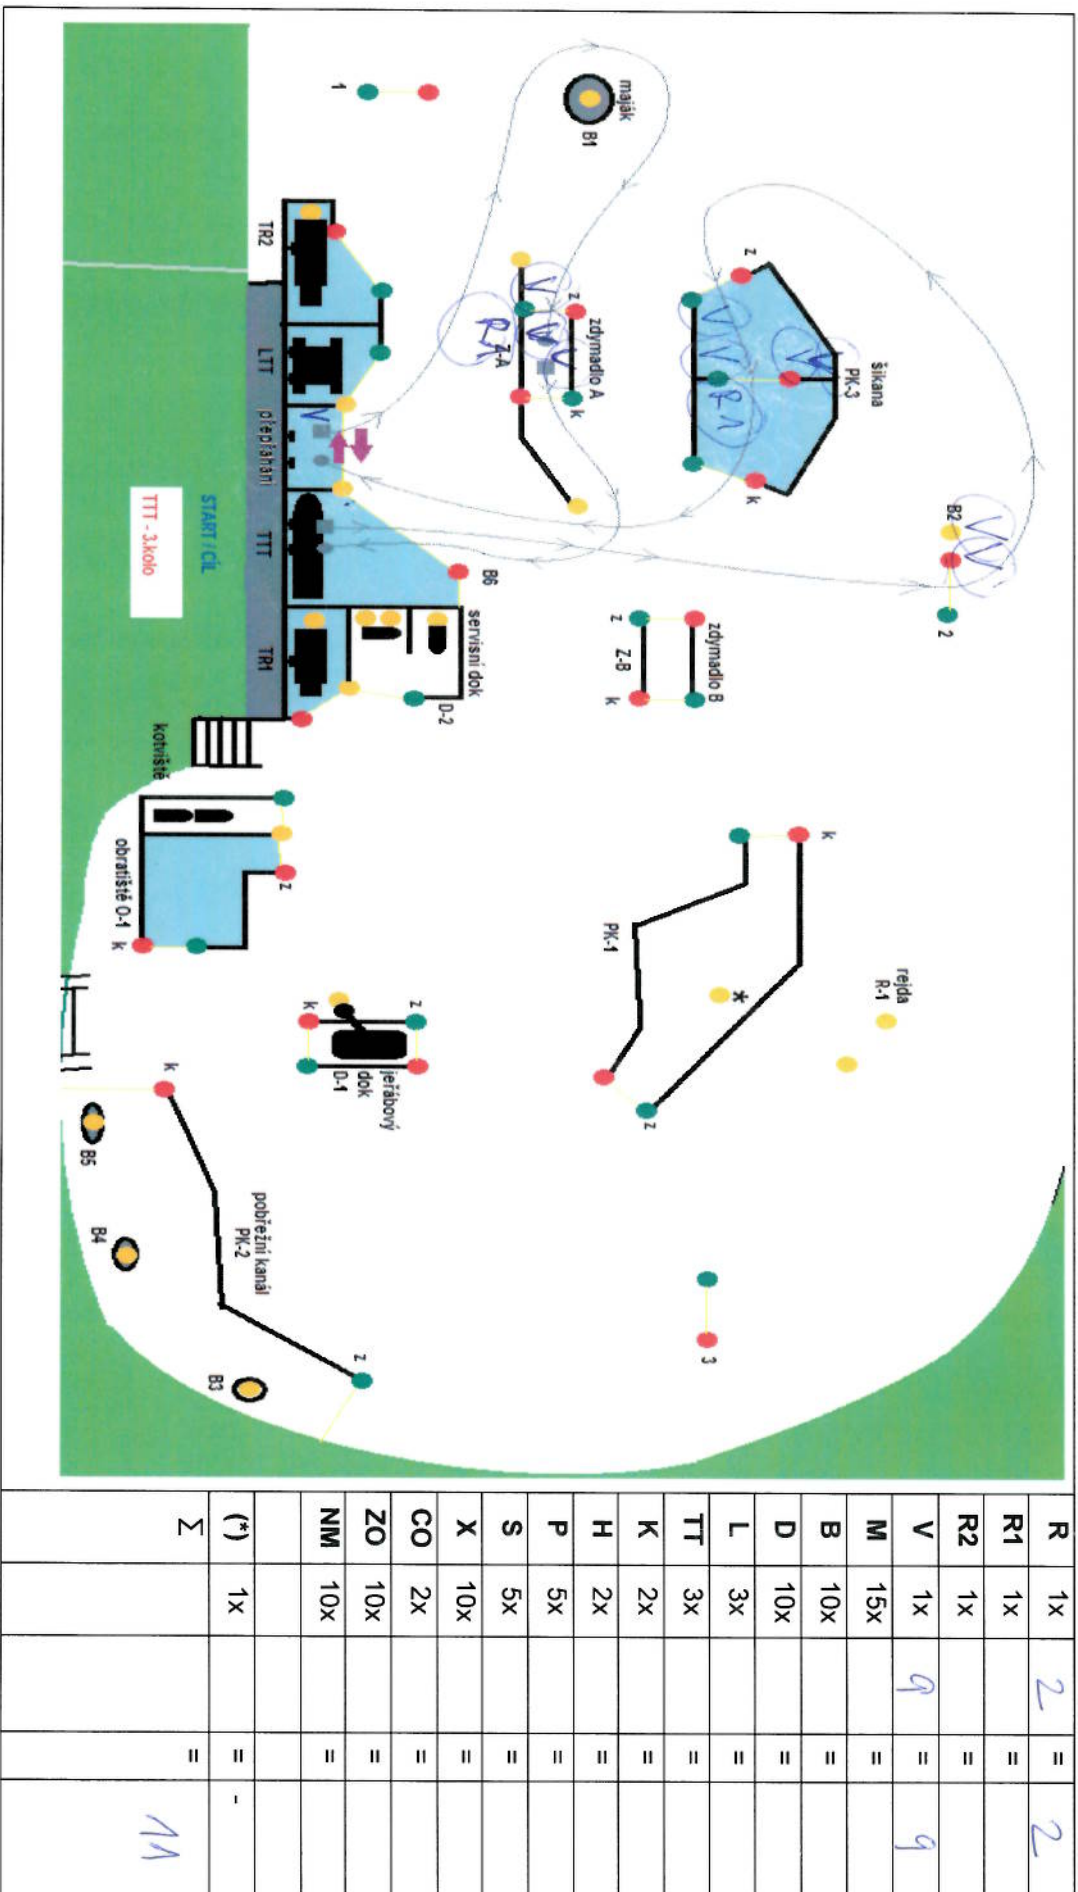 maják
B1
1
z
šikana
PK-3
k
B2
2
z
zdymadlo A
k
Z-A
V
V V
R1
V V
R1
V
V V
V
TR2
LTT
přepřahání
TTT
TR1
START / CÍL
TTT - 3.kolo
B6
servisní dok
D-2
zdymadlo B
z
Z-B
k
kotviště
obratiště O-1
z
k
k
PK-1
*
z
rejda
R-1
z
jeřábový
dok
D-1
k
k
B5
B4
pobřežní kanál
PK-2
B3
z
3
R 1x 2 = 2
R1 1x =
R2 1x =
V 1x 9 = 9
M 15x =
B 10x =
D 10x =
L 3x =
TT 3x =
K 2x =
H 2x =
P 5x =
S 5x =
X 10x =
CO 2x =
ZO 10x =
NM 10x =
(*) 1x = -
Σ = 11